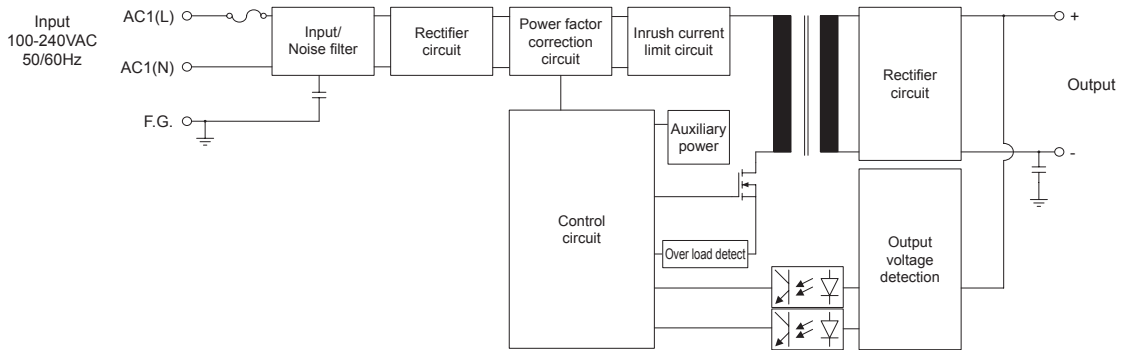 Input
100-240VAC
50/60Hz
AC1(L)
AC1(N)
F.G.
Input/
Noise filter
Rectifier
circuit
Power factor
correction
circuit
Inrush current
limit circuit
Rectifier
circuit
+
Output
-
Auxiliary
power
Control
circuit
Over load detect
Output
voltage
detection